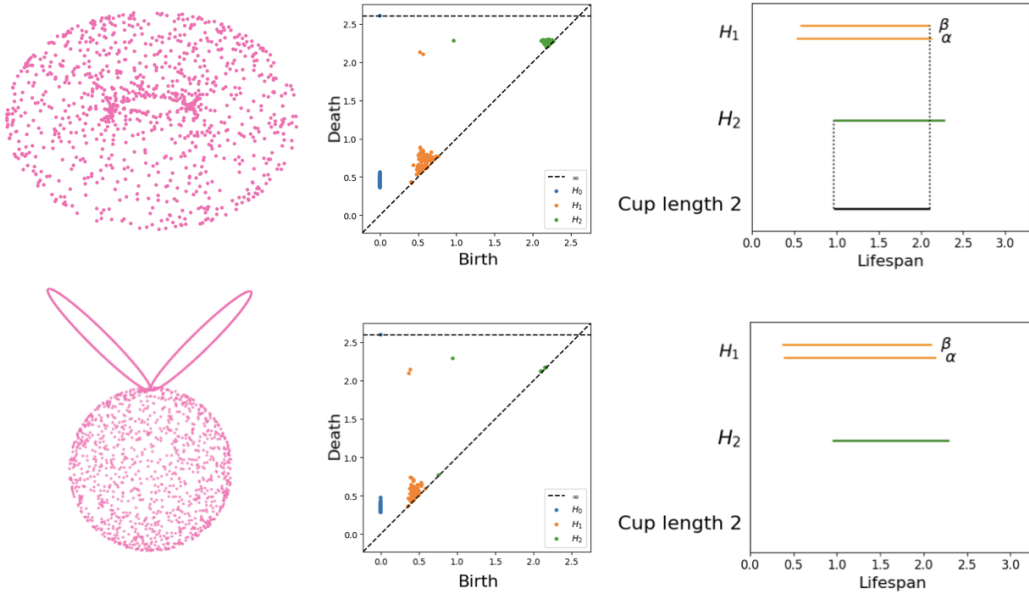 2.5
2.0
1.5
1.0
0.5
0.0
Death
0.0 0.5 1.0 1.5 2.0 2.5
Birth
∞
H₀
H₁
H₂
H₁
β
α
H₂
Cup length 2
0.0 0.5 1.0 1.5 2.0 2.5 3.0
Lifespan
2.5
2.0
1.5
1.0
0.5
0.0
Death
0.0 0.5 1.0 1.5 2.0 2.5
Birth
∞
H₀
H₁
H₂
H₁
β
α
H₂
Cup length 2
0.0 0.5 1.0 1.5 2.0 2.5 3.0
Lifespan